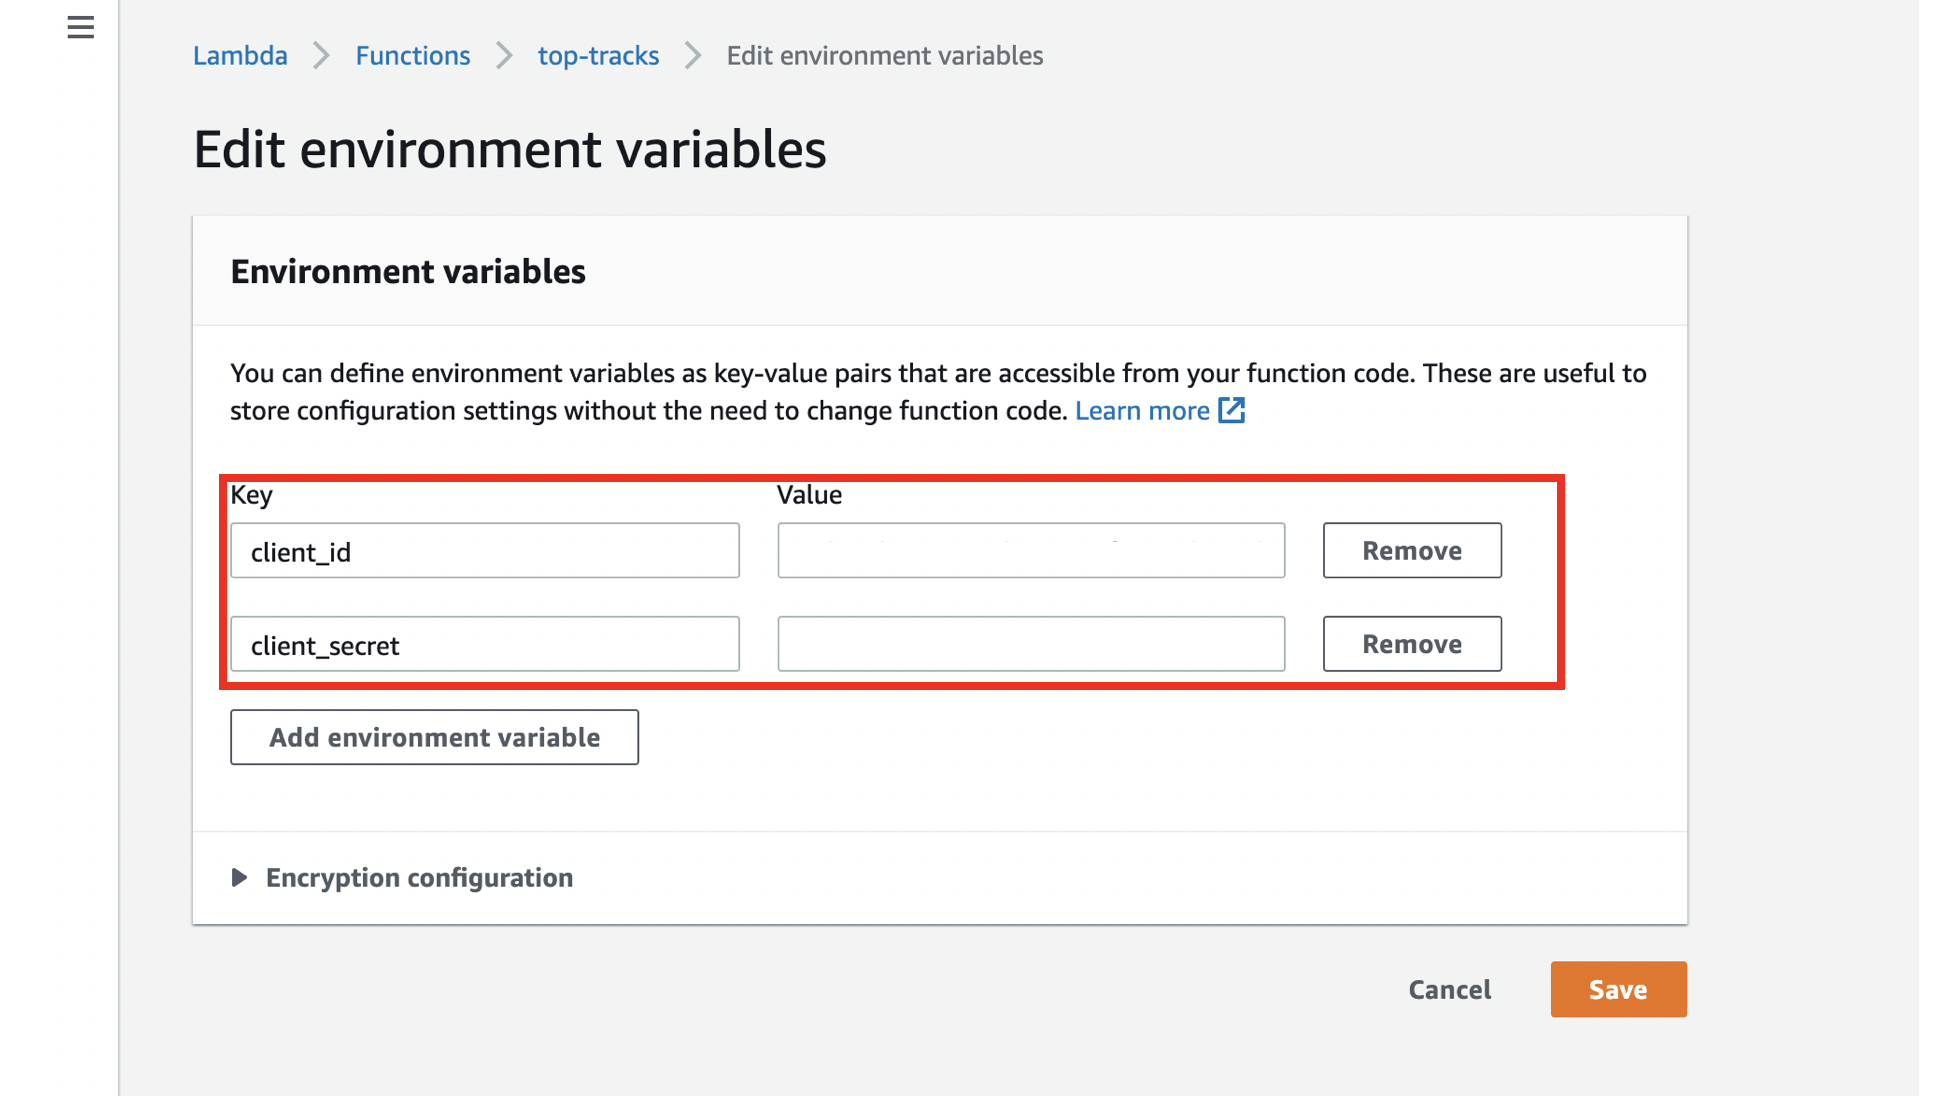 Lambda Functions top-tracks Edit environment variables
Edit environment variables
Environment variables
You can define environment variables as key-value pairs that are accessible from your function code. These are useful to
store configuration settings without the need to change function code. Learn more
Key Value
client_id Remove
client_secret Remove
Add environment variable
Encryption configuration
Cancel Save